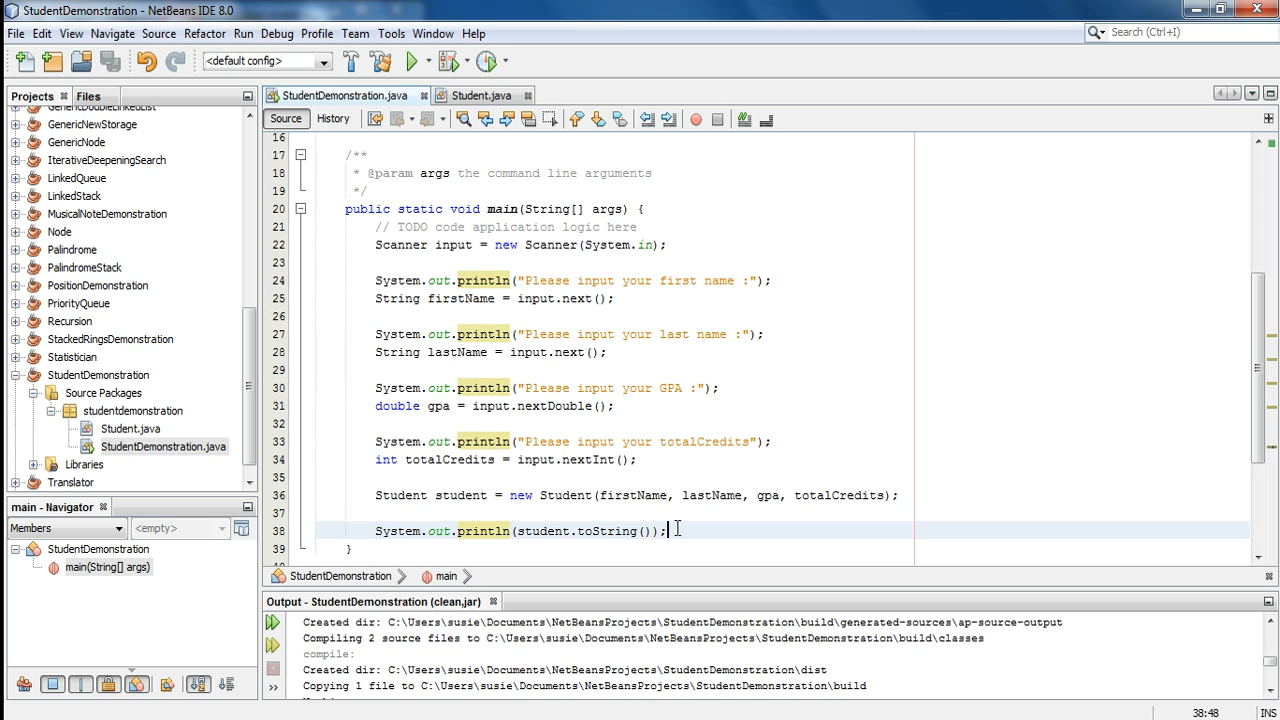 StudentDemonstration - NetBeans IDE 8.0
File Edit View Navigate Source Refactor Run Debug Profile Team Tools Window Help
Search (Ctrl+I)
<default config>
Projects Files
StudentDemonstration.java Student.java
Source History
GenericDoubleLinkedList
GenericNewStorage
GenericNode
IterativeDeepeningSearch
LinkedQueue
LinkedStack
MusicalNoteDemonstration
Node
Palindrome
PalindromeStack
PositionDemonstration
PriorityQueue
Recursion
StackedRingsDemonstration
Statistician
StudentDemonstration
Source Packages
studentdemonstration
Student.java
StudentDemonstration.java
Libraries
Translator
main - Navigator
Members <empty>
StudentDemonstration
main(String[] args)
16
17 /**
18 * @param args the command line arguments
19 */
20 public static void main(String[] args) {
21 // TODO code application logic here
22 Scanner input = new Scanner(System.in);
23
24 System.out.println("Please input your first name :");
25 String firstName = input.next();
26
27 System.out.println("Please input your last name :");
28 String lastName = input.next();
29
30 System.out.println("Please input your GPA :");
31 double gpa = input.nextDouble();
32
33 System.out.println("Please input your totalCredits");
34 int totalCredits = input.nextInt();
35
36 Student student = new Student(firstName, lastName, gpa, totalCredits);
37
38 System.out.println(student.toString());
39 }
StudentDemonstration main
Output - StudentDemonstration (clean,jar)
Created dir: C:\Users\susie\Documents\NetBeansProjects\StudentDemonstration\build\generated-sources\ap-source-output
Compiling 2 source files to C:\Users\susie\Documents\NetBeansProjects\StudentDemonstration\build\classes
compile:
Created dir: C:\Users\susie\Documents\NetBeansProjects\StudentDemonstration\dist
Copying 1 file to C:\Users\susie\Documents\NetBeansProjects\StudentDemonstration\build
38:48 INS